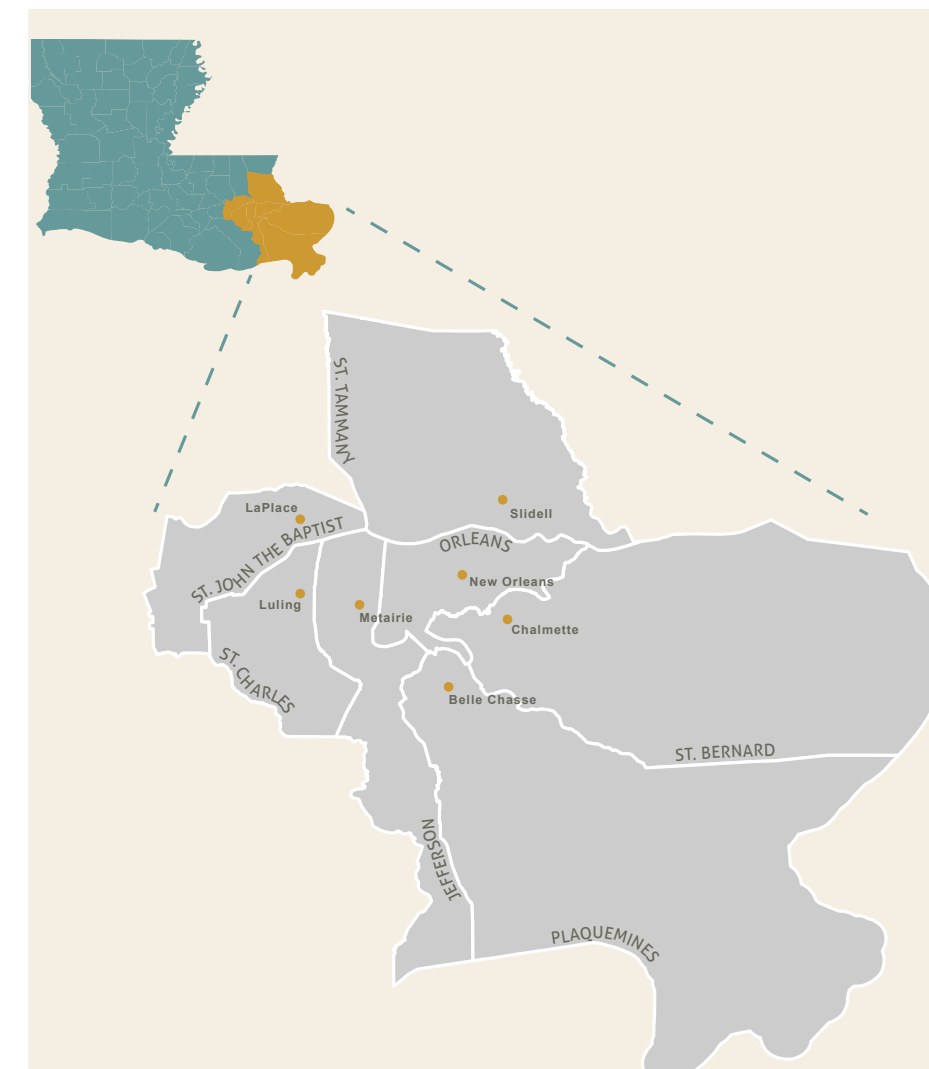 ST. TAMMANY
LaPlace
Slidell
ST. JOHN THE BAPTIST
ORLEANS
New Orleans
Luling
Metairie
Chalmette
ST. CHARLES
Belle Chasse
ST. BERNARD
JEFFERSON
PLAQUEMINES